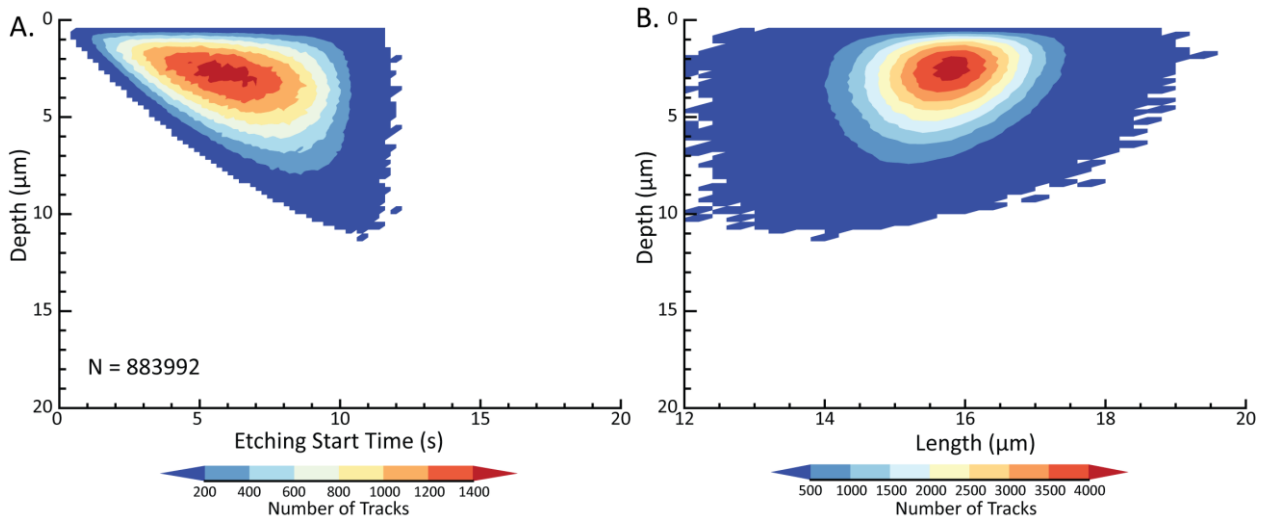 A.
0
5
10
15
20
Depth (µm)
N = 883992
0 5 10 15 20
Etching Start Time (s)
200 400 600 800 1000 1200 1400
Number of Tracks
B.
0
5
10
15
20
Depth (µm)
12 14 16 18 20
Length (µm)
500 1000 1500 2000 2500 3000 3500 4000
Number of Tracks